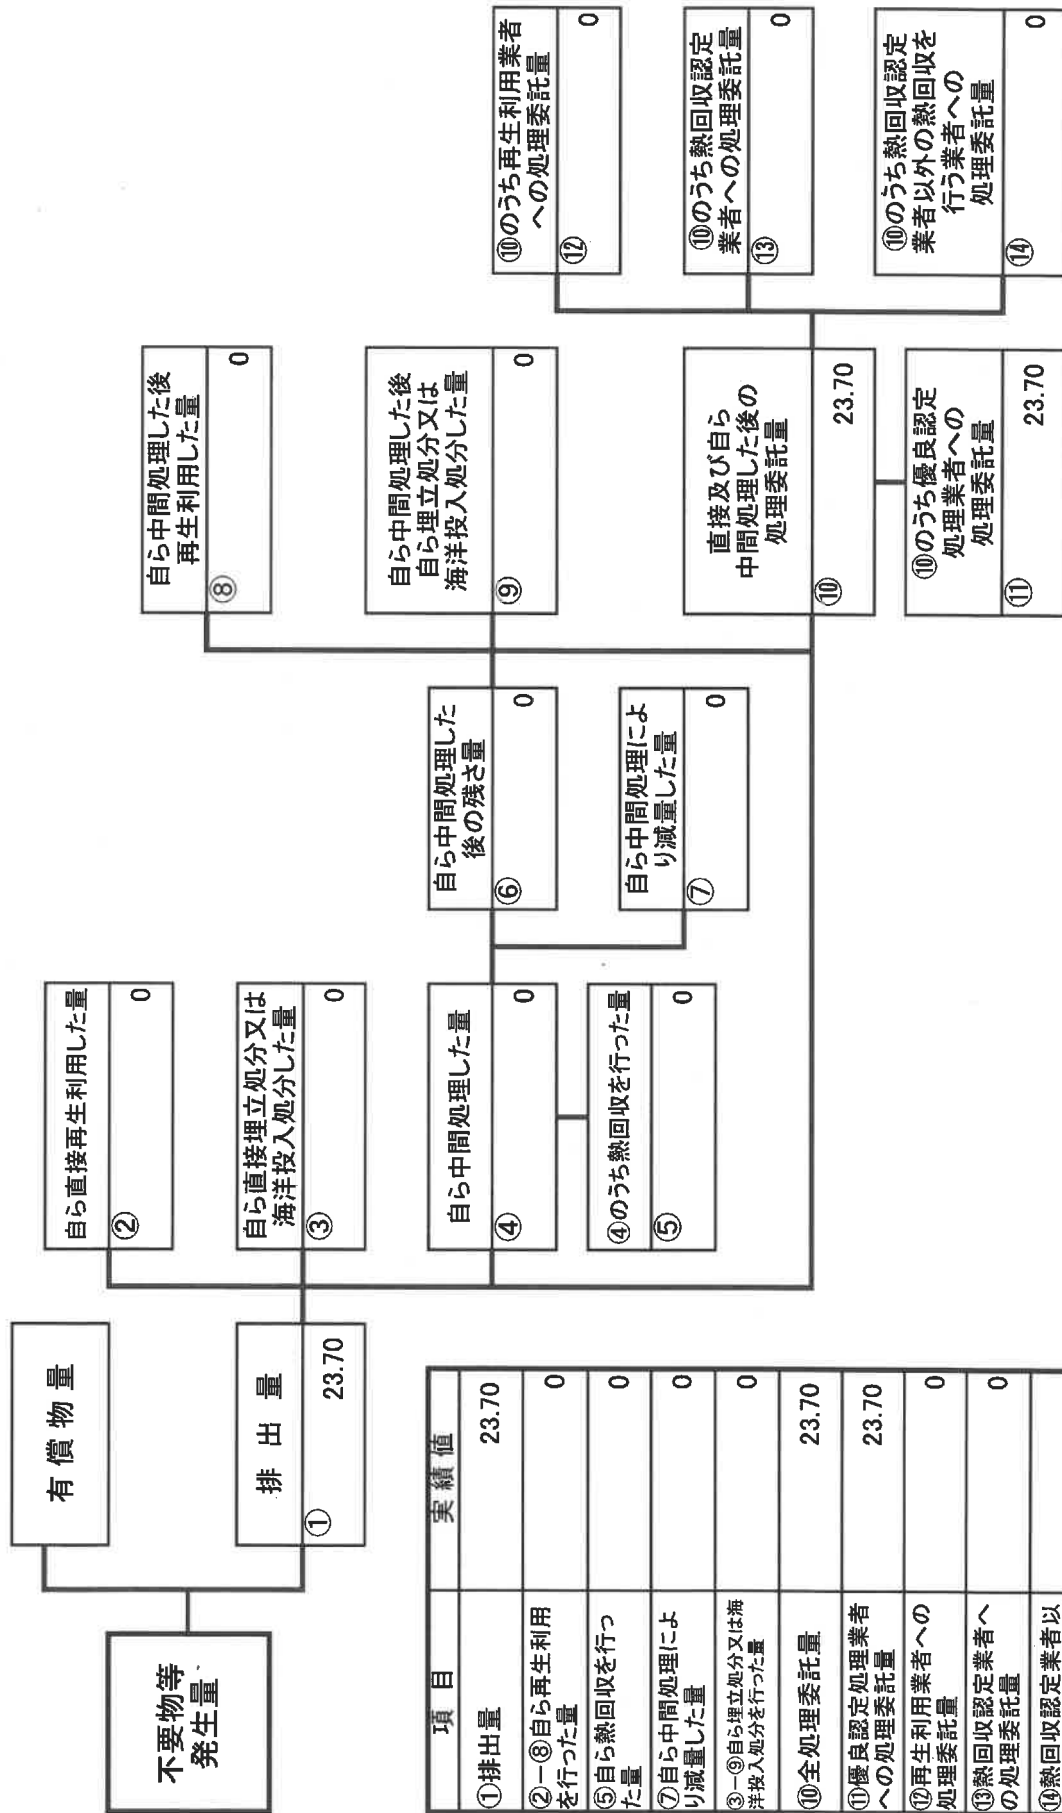 不要物等
発生量
有償物量
排出量
①
23.70
自ら直接再生利用した量
②
0
自ら直接埋立処分又は
海洋投入処分した量
③
0
自ら中間処理した量
④
0
④のうち熱回収を行った量
⑤
0
自ら中間処理した
後の残さ量
⑥
0
自ら中間処理によ
り減量した量
⑦
0
自ら中間処理した後
再生利用した量
⑧
0
自ら中間処理した後
自ら埋立処分又は
海洋投入処分した量
⑨
0
直接及び自ら
中間処理した後の
処理委託量
⑩
23.70
⑩のうち優良認定
処理業者への
処理委託量
⑪
23.70
⑩のうち再生利用業者
への処理委託量
⑫
0
⑩のうち熱回収認定
業者への処理委託量
⑬
0
⑩のうち熱回収認定
業者以外の熱回収を
行う業者への
処理委託量
⑭
0
項目
実績値
①排出量
23.70
②-⑧自ら再生利用
を行った量
0
⑤自ら熱回収を行っ
た量
0
⑦自ら中間処理によ
り減量した量
0
③-⑨自ら埋立処分又は海
洋投入処分を行った量
0
⑩全処理委託量
23.70
⑪優良認定処理業者
への処理委託量
23.70
⑫再生利用業者への
処理委託量
0
⑬熱回収認定業者へ
の処理委託量
0
⑭熱回収認定業者以